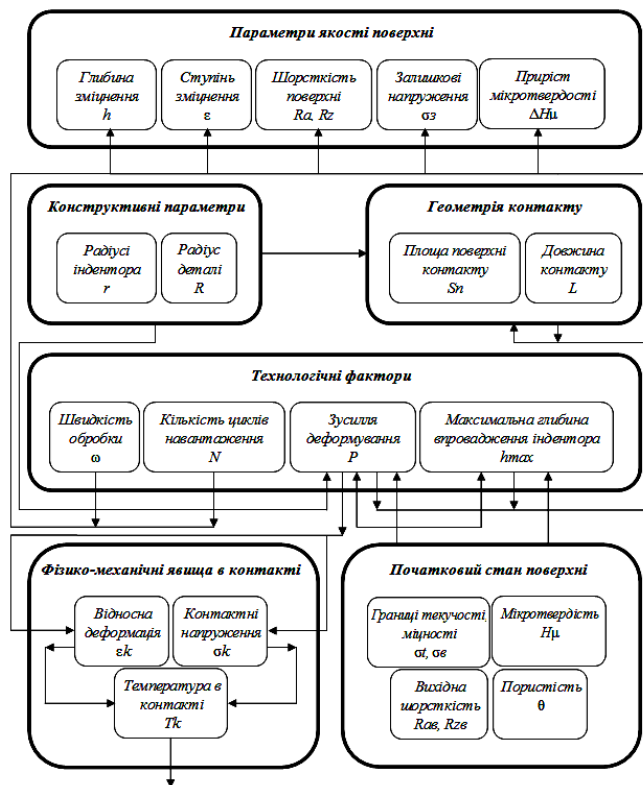 Параметри якості поверхні
Глибина
зміцнення
h
Ступінь
зміцнення
ε
Шорсткість
поверхні
Ra, Rz
Залишкові
напруження
σз
Приріст
мікротвердості
ΔHμ
Конструктивні параметри
Радіусі
індентора
r
Радіус
деталі
R
Геометрія контакту
Площа поверхні
контакту
Sn
Довжина
контакту
L
Технологічні фактори
Швидкість
обробки
ω
Кількість циклів
навантаження
N
Зусилля
деформування
P
Максимальна глибина
впровадження індентора
hmax
Фізико-механічні явища в контакті
Відносна
деформація
εk
Контактні
напруження
σk
Температура в
контакті
Tk
Початковий стан поверхні
Границі текучості,
міцності
σt, σв
Мікротвердість
Hμ
Вихідна
шорсткість
Raв, Rzв
Пористість
θ